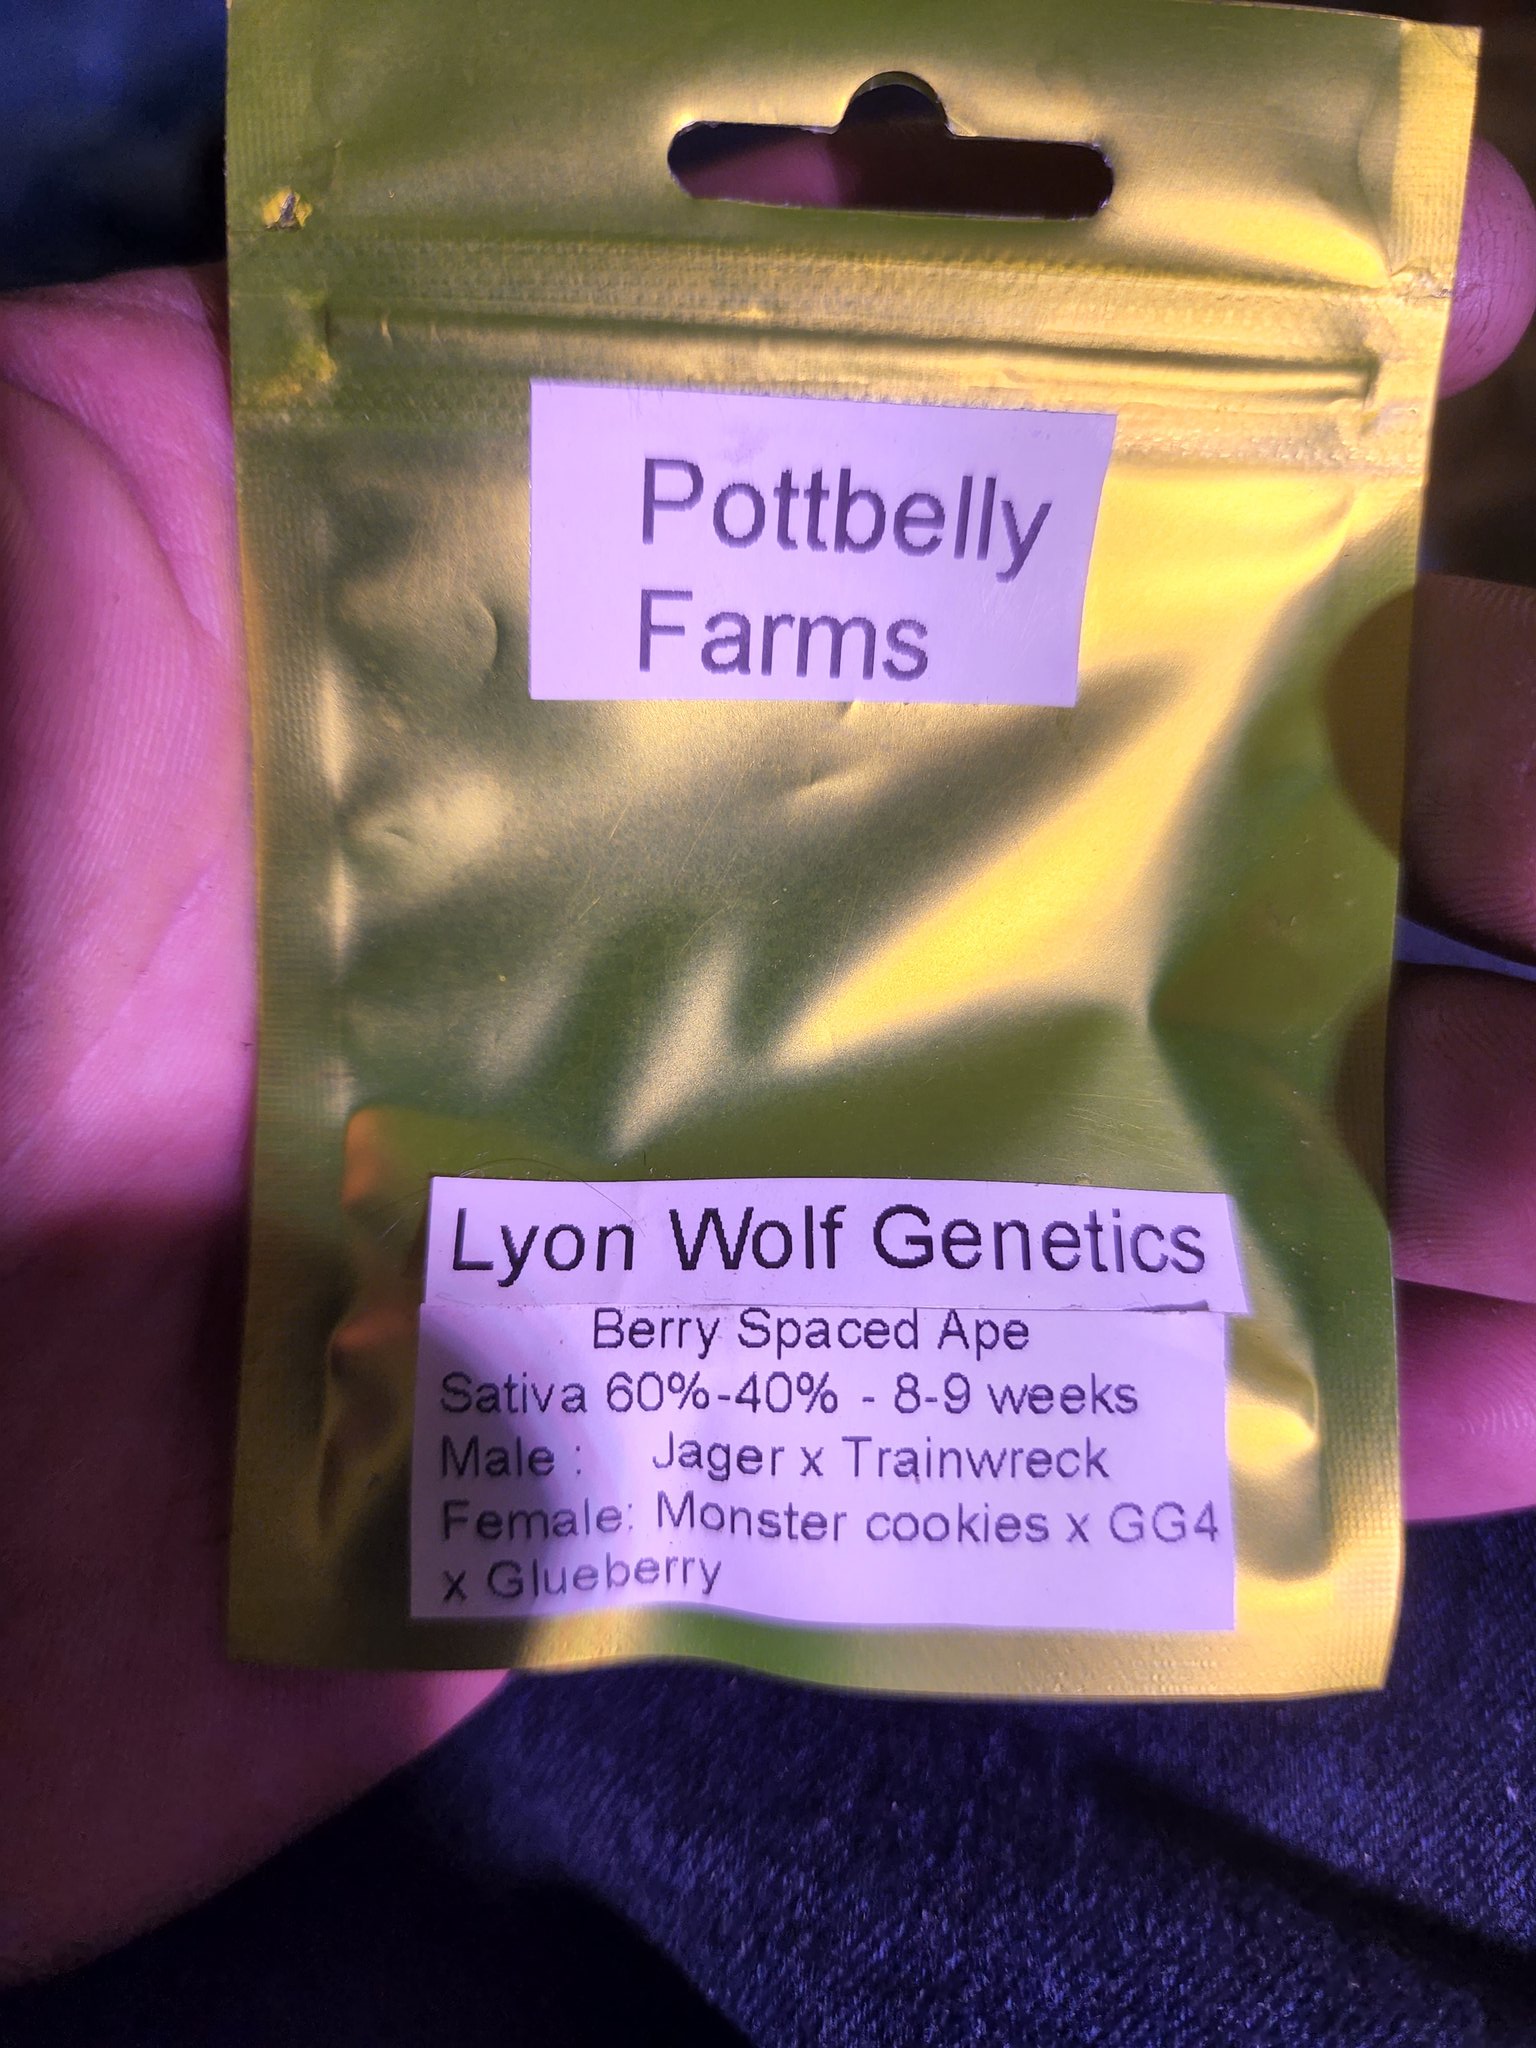 Pottbelly
Farms
Lyon Wolf Genetics
Berry Spaced Ape
Sativa 60%-40% - 8-9 weeks
Male : Jager x Trainwreck
Female: Monster cookies x GG4
x Glueberry